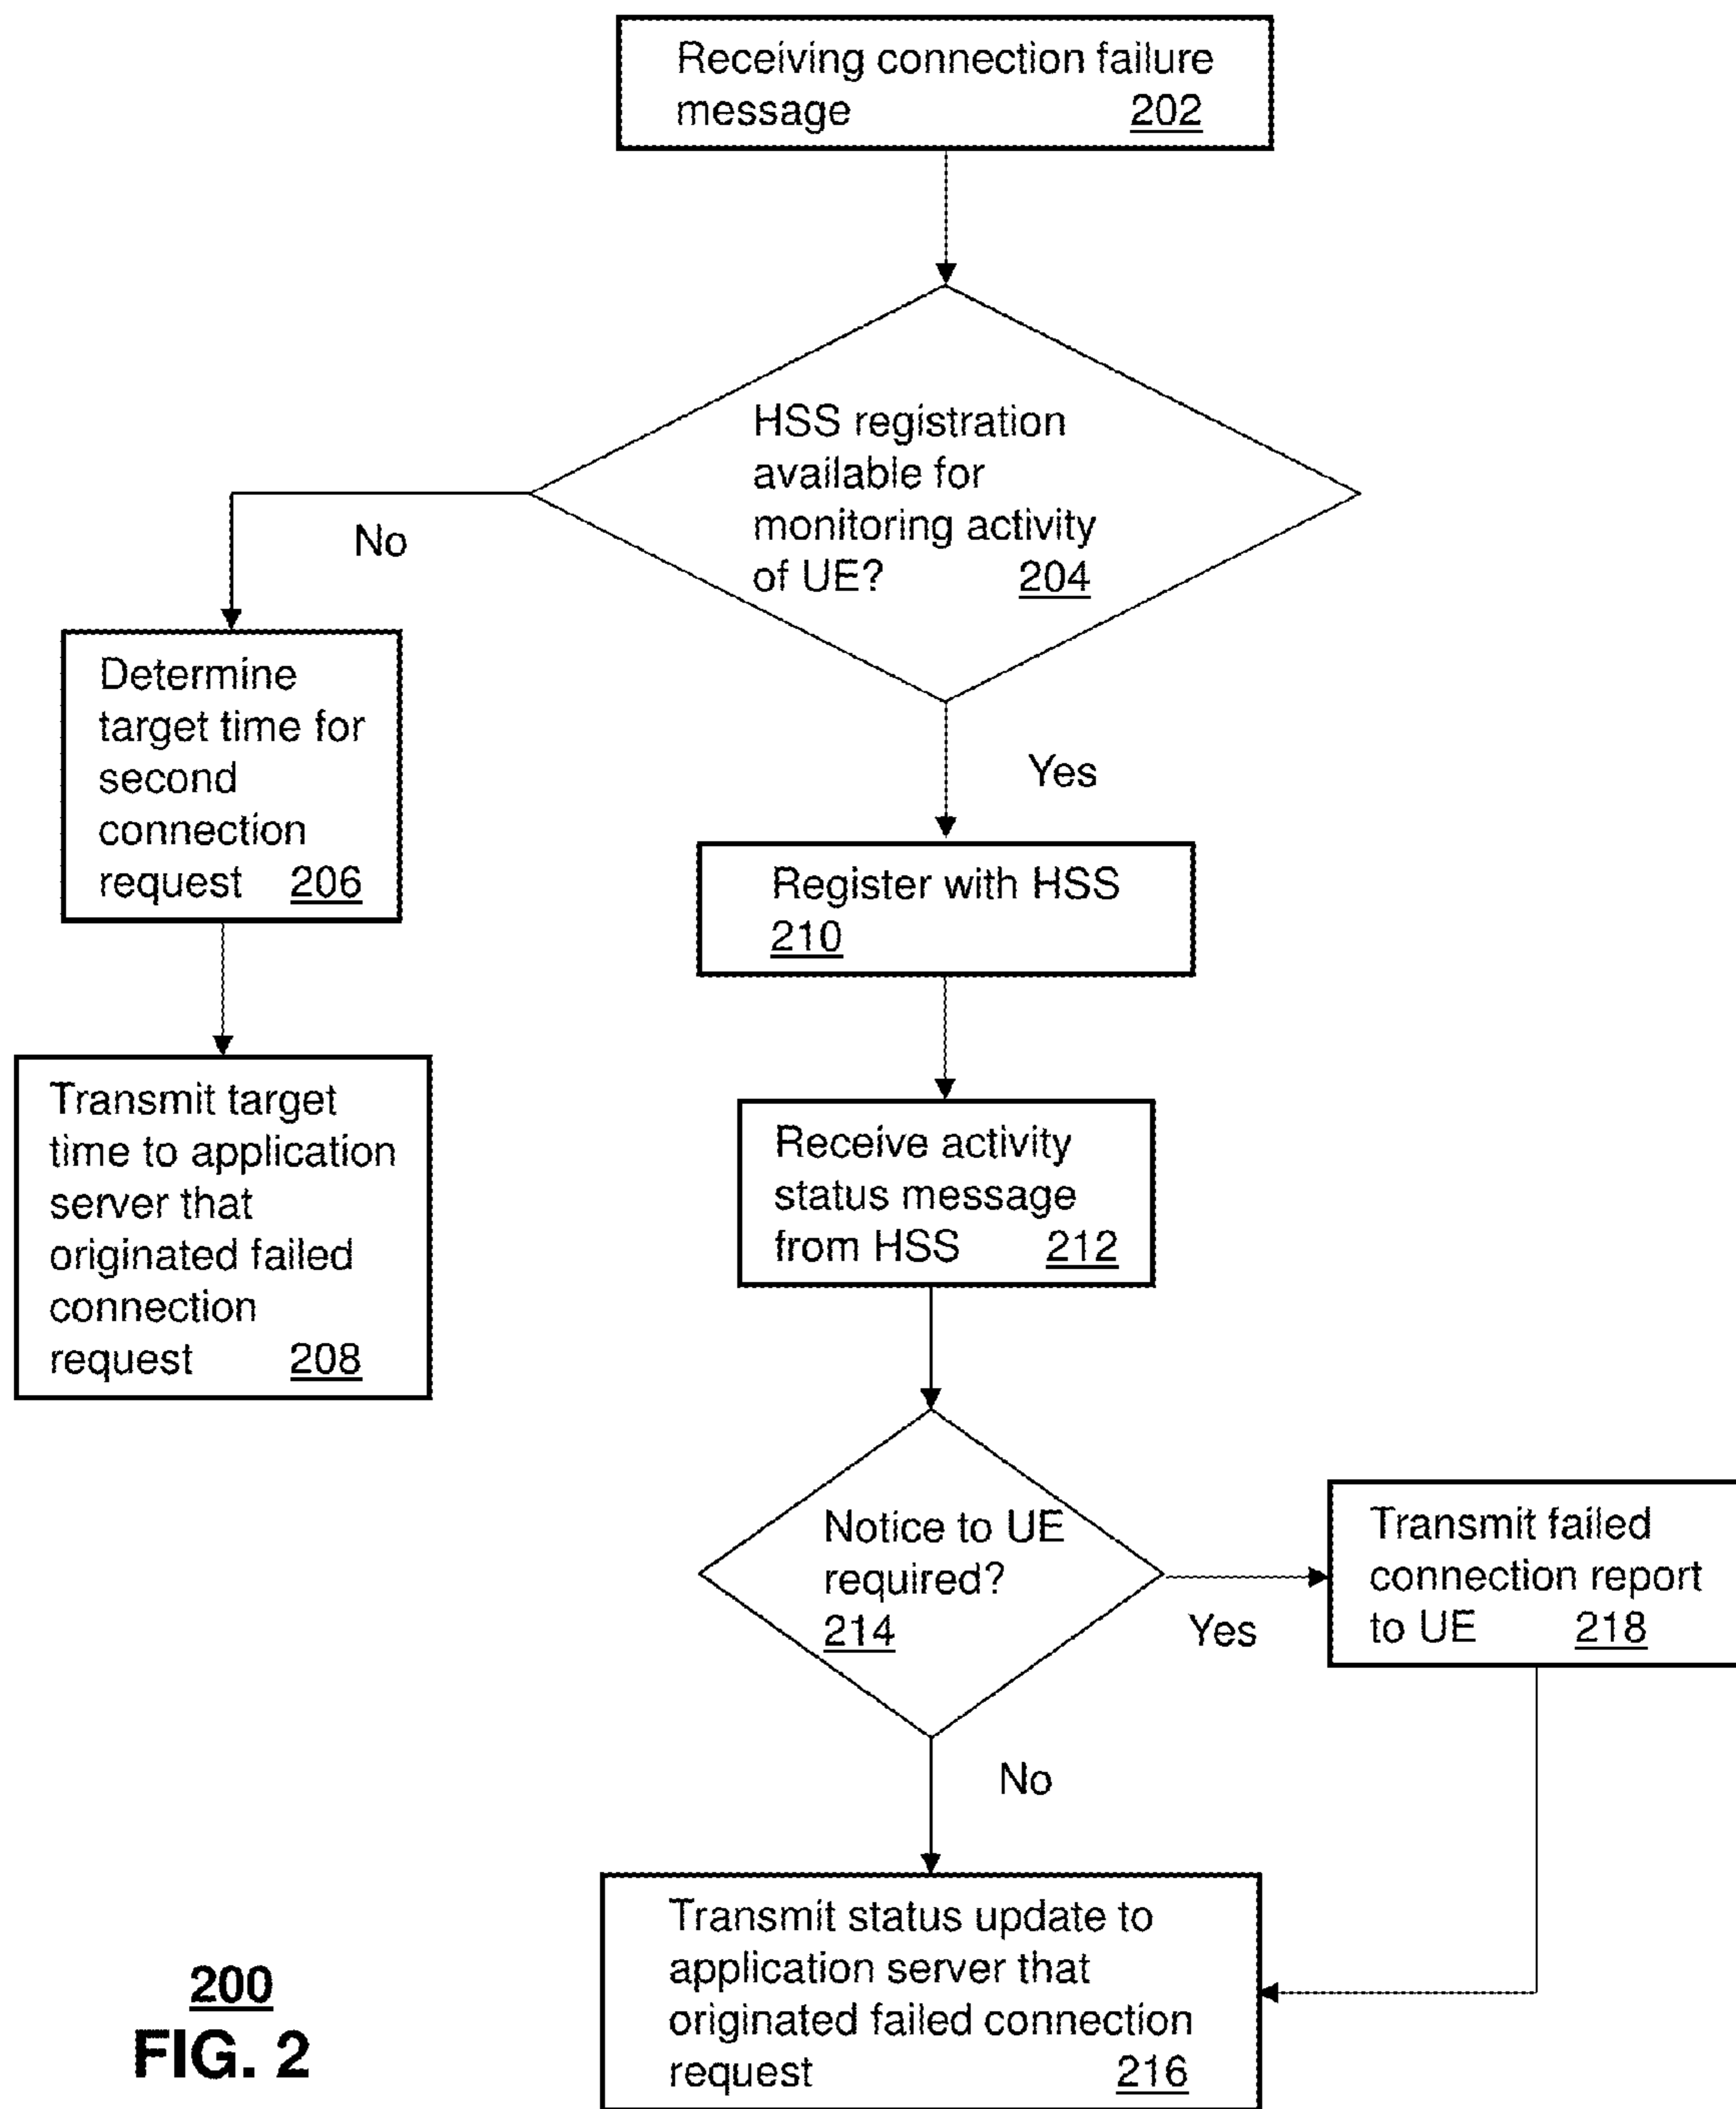 Receiving connection failure
message 202
HSS registration
available for
monitoring activity
of UE? 204
No
Yes
Determine
target time for
second
connection
request 206
Register with HSS
210
Transmit target
time to application
server that
originated failed
connection
request 208
Receive activity
status message
from HSS 212
Notice to UE
required?
214
Yes
No
Transmit failed
connection report
to UE 218
Transmit status update to
application server that
originated failed connection
request 216
200
FIG. 2